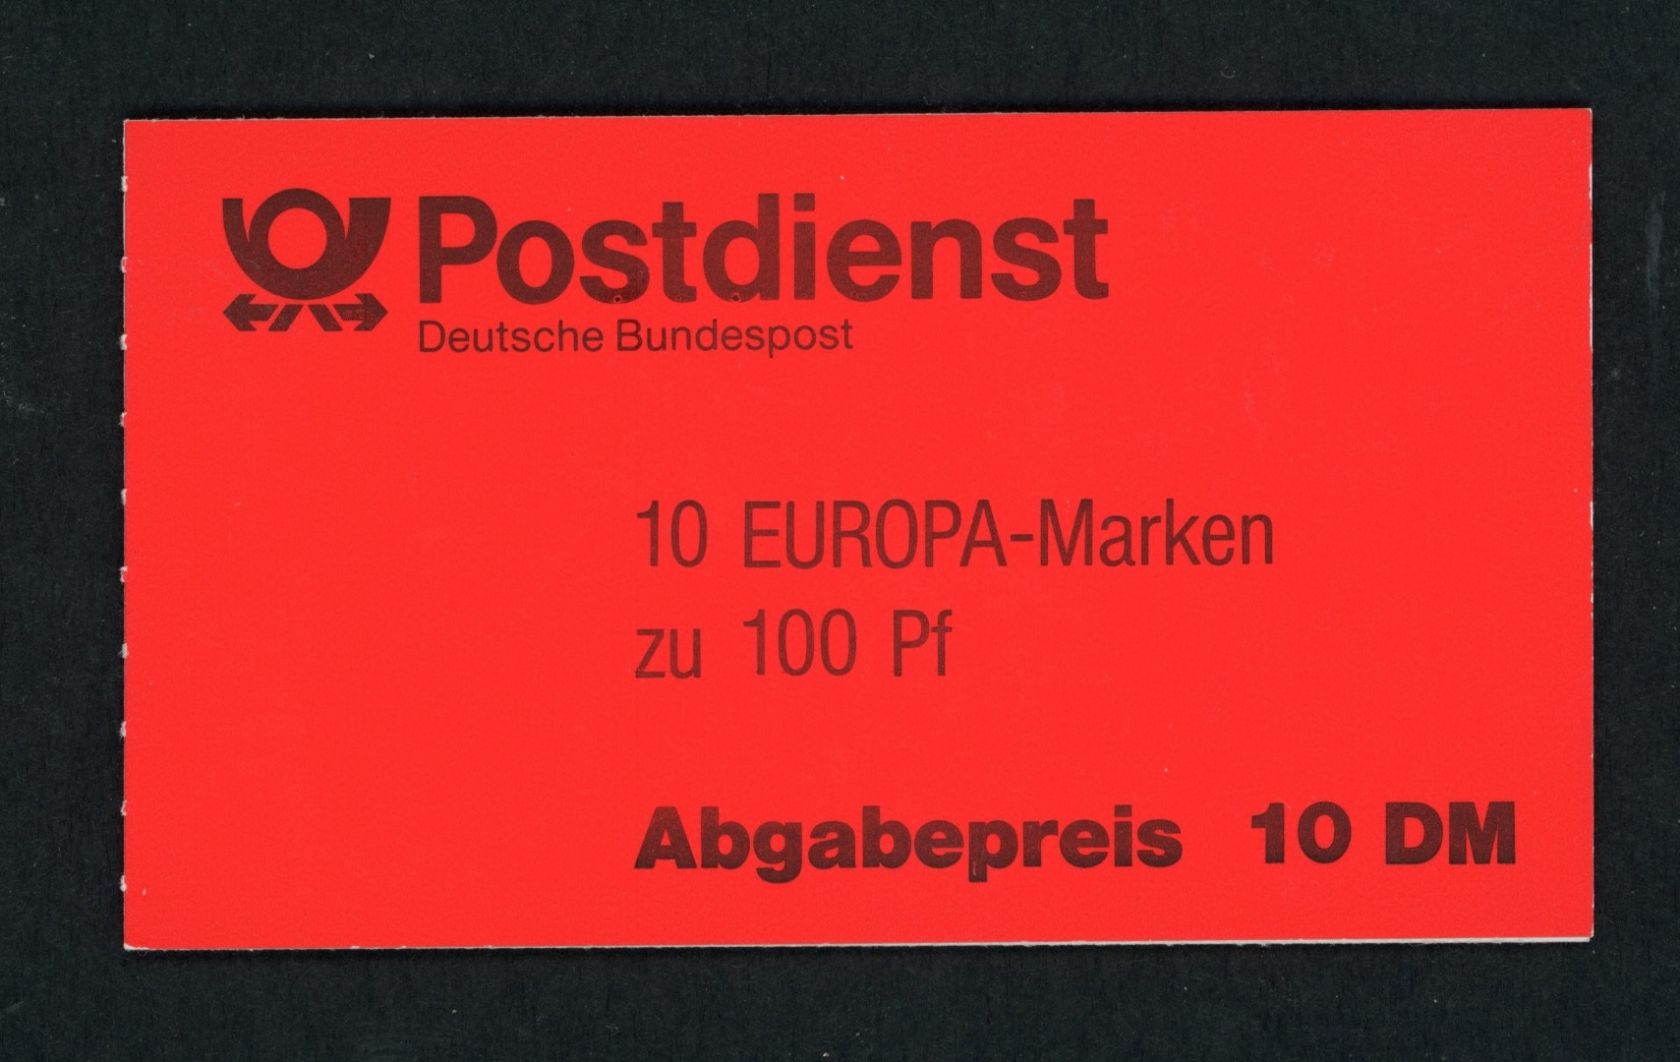 Postdienst
Deutsche Bundespost
10 EUROPA-Marken
zu 100 Pf
Abgabepreis 10 DM